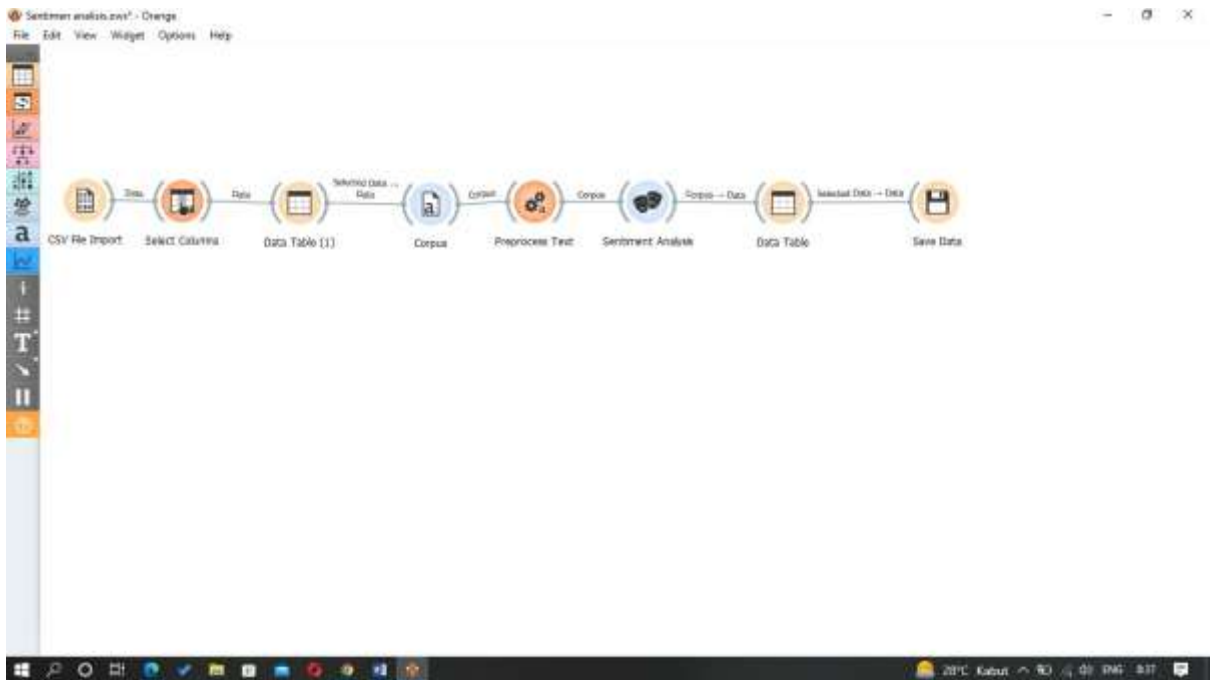 Sentimen analisis.ows* - Orange
File Edit View Widget Options Help
Data
Data
Selected Data →
Data
Corpus
Corpus
Corpus → Data
Selected Data → Data
CSV File Import
Select Columns
Data Table (1)
Corpus
Preprocess Text
Sentiment Analysis
Data Table
Save Data
a
T
28°C Kabut ENG 8:37